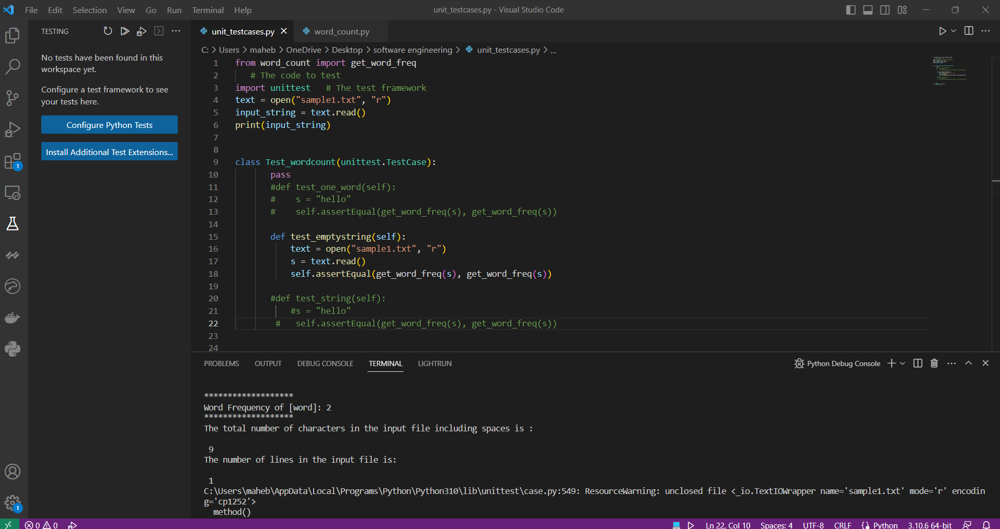 File Edit Selection View Go Run Terminal Help
unit_testcases.py - Visual Studio Code
TESTING
No tests have been found in this
workspace yet.
Configure a test framework to see
your tests here.
Configure Python Tests
Install Additional Test Extensions...
1
1
unit_testcases.py
word_count.py
C: > Users > maheb > OneDrive > Desktop > software engineering > unit_testcases.py > ...
1 from word_count import get_word_freq
2 # The code to test
3 import unittest # The test framework
4 text = open("sample1.txt", "r")
5 input_string = text.read()
6 print(input_string)
7
8
9 class Test_wordcount(unittest.TestCase):
10 pass
11 #def test_one_word(self):
12 # s = "hello"
13 # self.assertEqual(get_word_freq(s), get_word_freq(s))
14
15 def test_emptystring(self):
16 text = open("sample1.txt", "r")
17 s = text.read()
18 self.assertEqual(get_word_freq(s), get_word_freq(s))
19
20 #def test_string(self):
21 #s = "hello"
22 # self.assertEqual(get_word_freq(s), get_word_freq(s))
23
24
PROBLEMS OUTPUT DEBUG CONSOLE TERMINAL LIGHTRUN
Python Debug Console
*******************
Word Frequency of [word]: 2
*******************
The total number of characters in the input file including spaces is :
9
The number of lines in the input file is:
1
C:\Users\maheb\AppData\Local\Programs\Python\Python310\lib\unittest\case.py:549: ResourceWarning: unclosed file <_io.TextIOWrapper name='sample1.txt' mode='r' encodin
g='cp1252'>
method()
0 0
Ln 22, Col 10 Spaces: 4 UTF-8 CRLF Python 3.10.6 64-bit